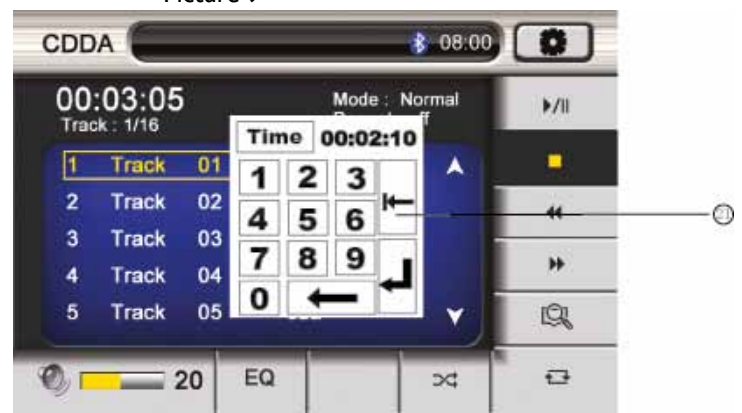 CDDA 08:00
00:03:05 Mode : Normal
Track : 1/16
Time 00:02:10
1 Track 01
2 Track 02
3 Track 03
4 Track 04
5 Track 05
1 2 3
4 5 6
7 8 9
0
21
20 EQ